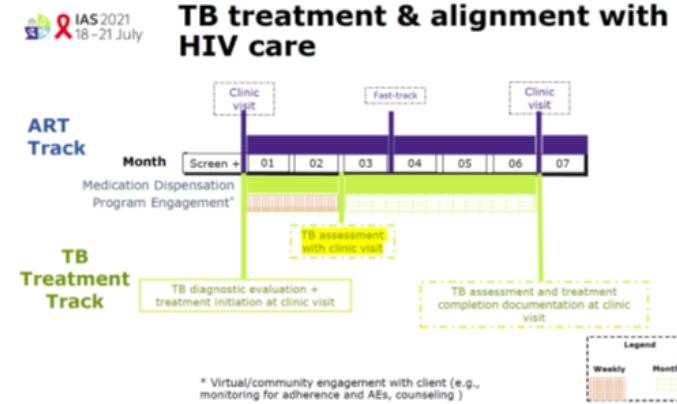 IAS 2021
18–21 July
TB treatment & alignment with
HIV care
Clinic
visit
Fast-track
Clinic
visit
ART
Track
Month
Screen +
01
02
03
04
05
06
07
Medication Dispensation
Program Engagement*
TB assessment
with clinic visit
TB
Treatment
Track
TB diagnostic evaluation +
treatment initiation at clinic visit
TB assessment and treatment
completion documentation at clinic
visit
Legend
Weekly
Month
* Virtual/community engagement with client (e.g.,
monitoring for adherence and AEs, counseling )